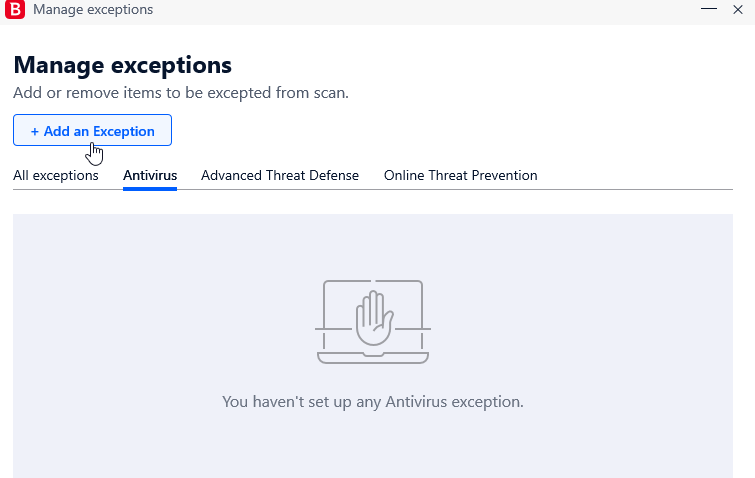 B Manage exceptions
Manage exceptions
Add or remove items to be excepted from scan.
+ Add an Exception
All exceptions Antivirus Advanced Threat Defense Online Threat Prevention
You haven't set up any Antivirus exception.